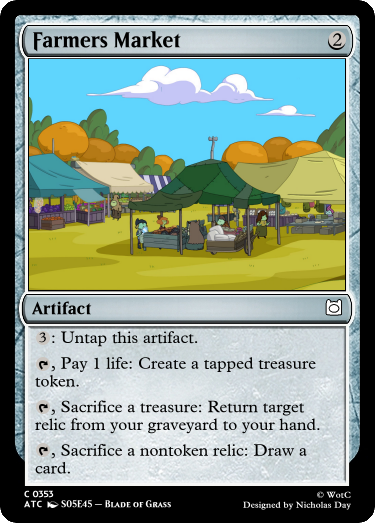 Farmers Market 2
Artifact
3: Untap this artifact.
, Pay 1 life: Create a tapped treasure
token.
, Sacrifice a treasure: Return target
relic from your graveyard to your hand.
, Sacrifice a nontoken relic: Draw a
card.
C 0353 © WotC
ATC S05E45 – Blade of Grass Designed by Nicholas Day